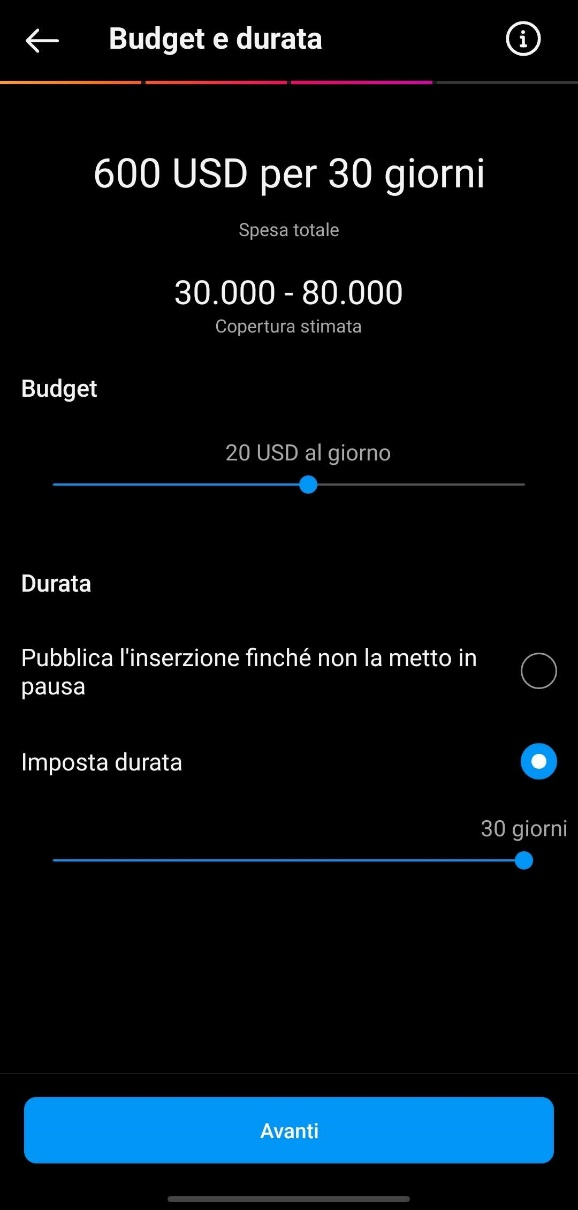 Budget e durata
600 USD per 30 giorni
Spesa totale
30.000 - 80.000
Copertura stimata
Budget
20 USD al giorno
Durata
Pubblica l'inserzione finché non la metto in
pausa
Imposta durata
30 giorni
Avanti